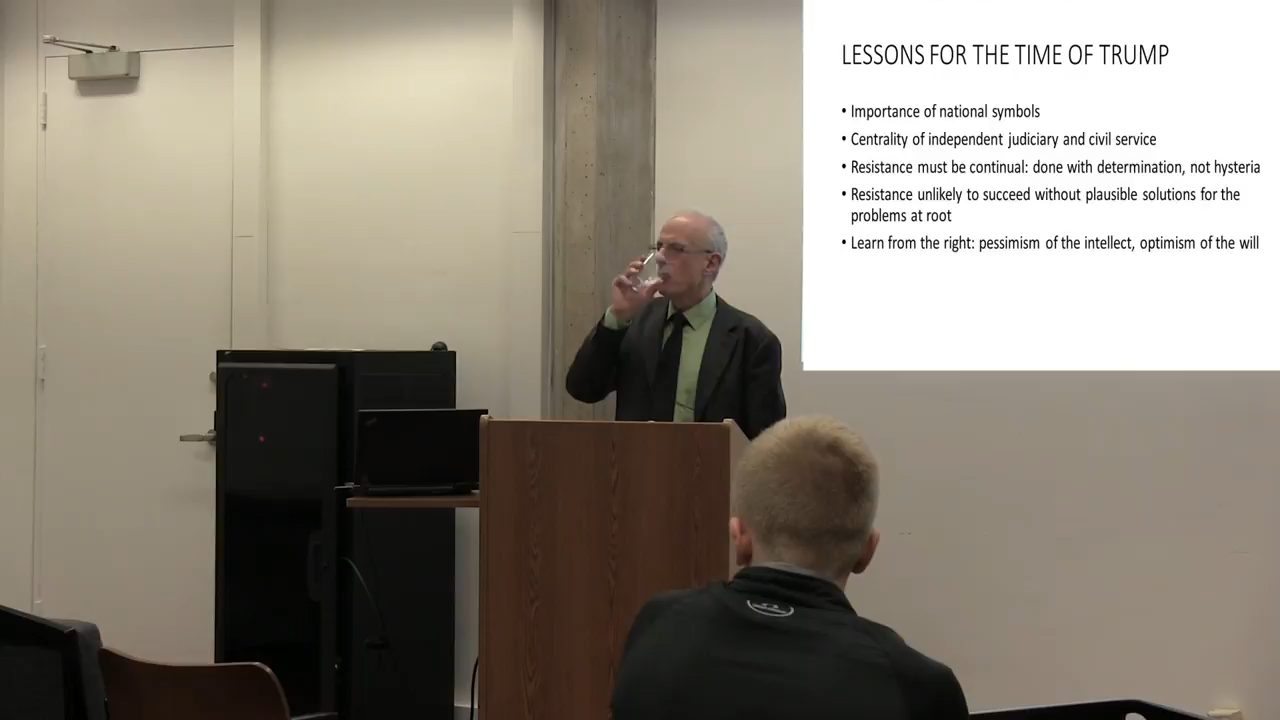 LESSONS FOR THE TIME OF TRUMP
• Importance of national symbols
• Centrality of independent judiciary and civil service
• Resistance must be continual: done with determination, not hysteria
• Resistance unlikely to succeed without plausible solutions for the
problems at root
• Learn from the right: pessimism of the intellect, optimism of the will